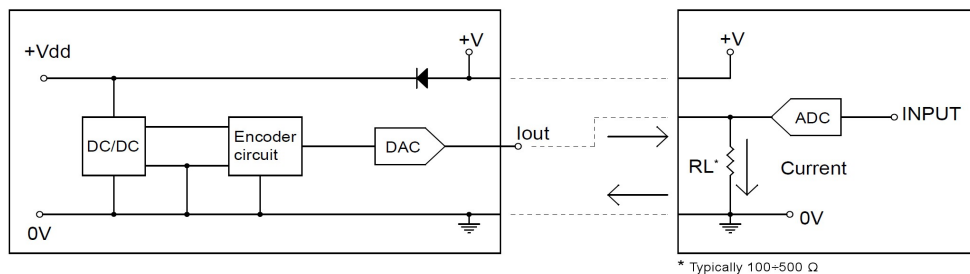 +Vdd
+V
DC/DC
Encoder
circuit
DAC
Iout
0V
+V
ADC
INPUT
RL*
Current
0V
* Typically 100÷500 Ω